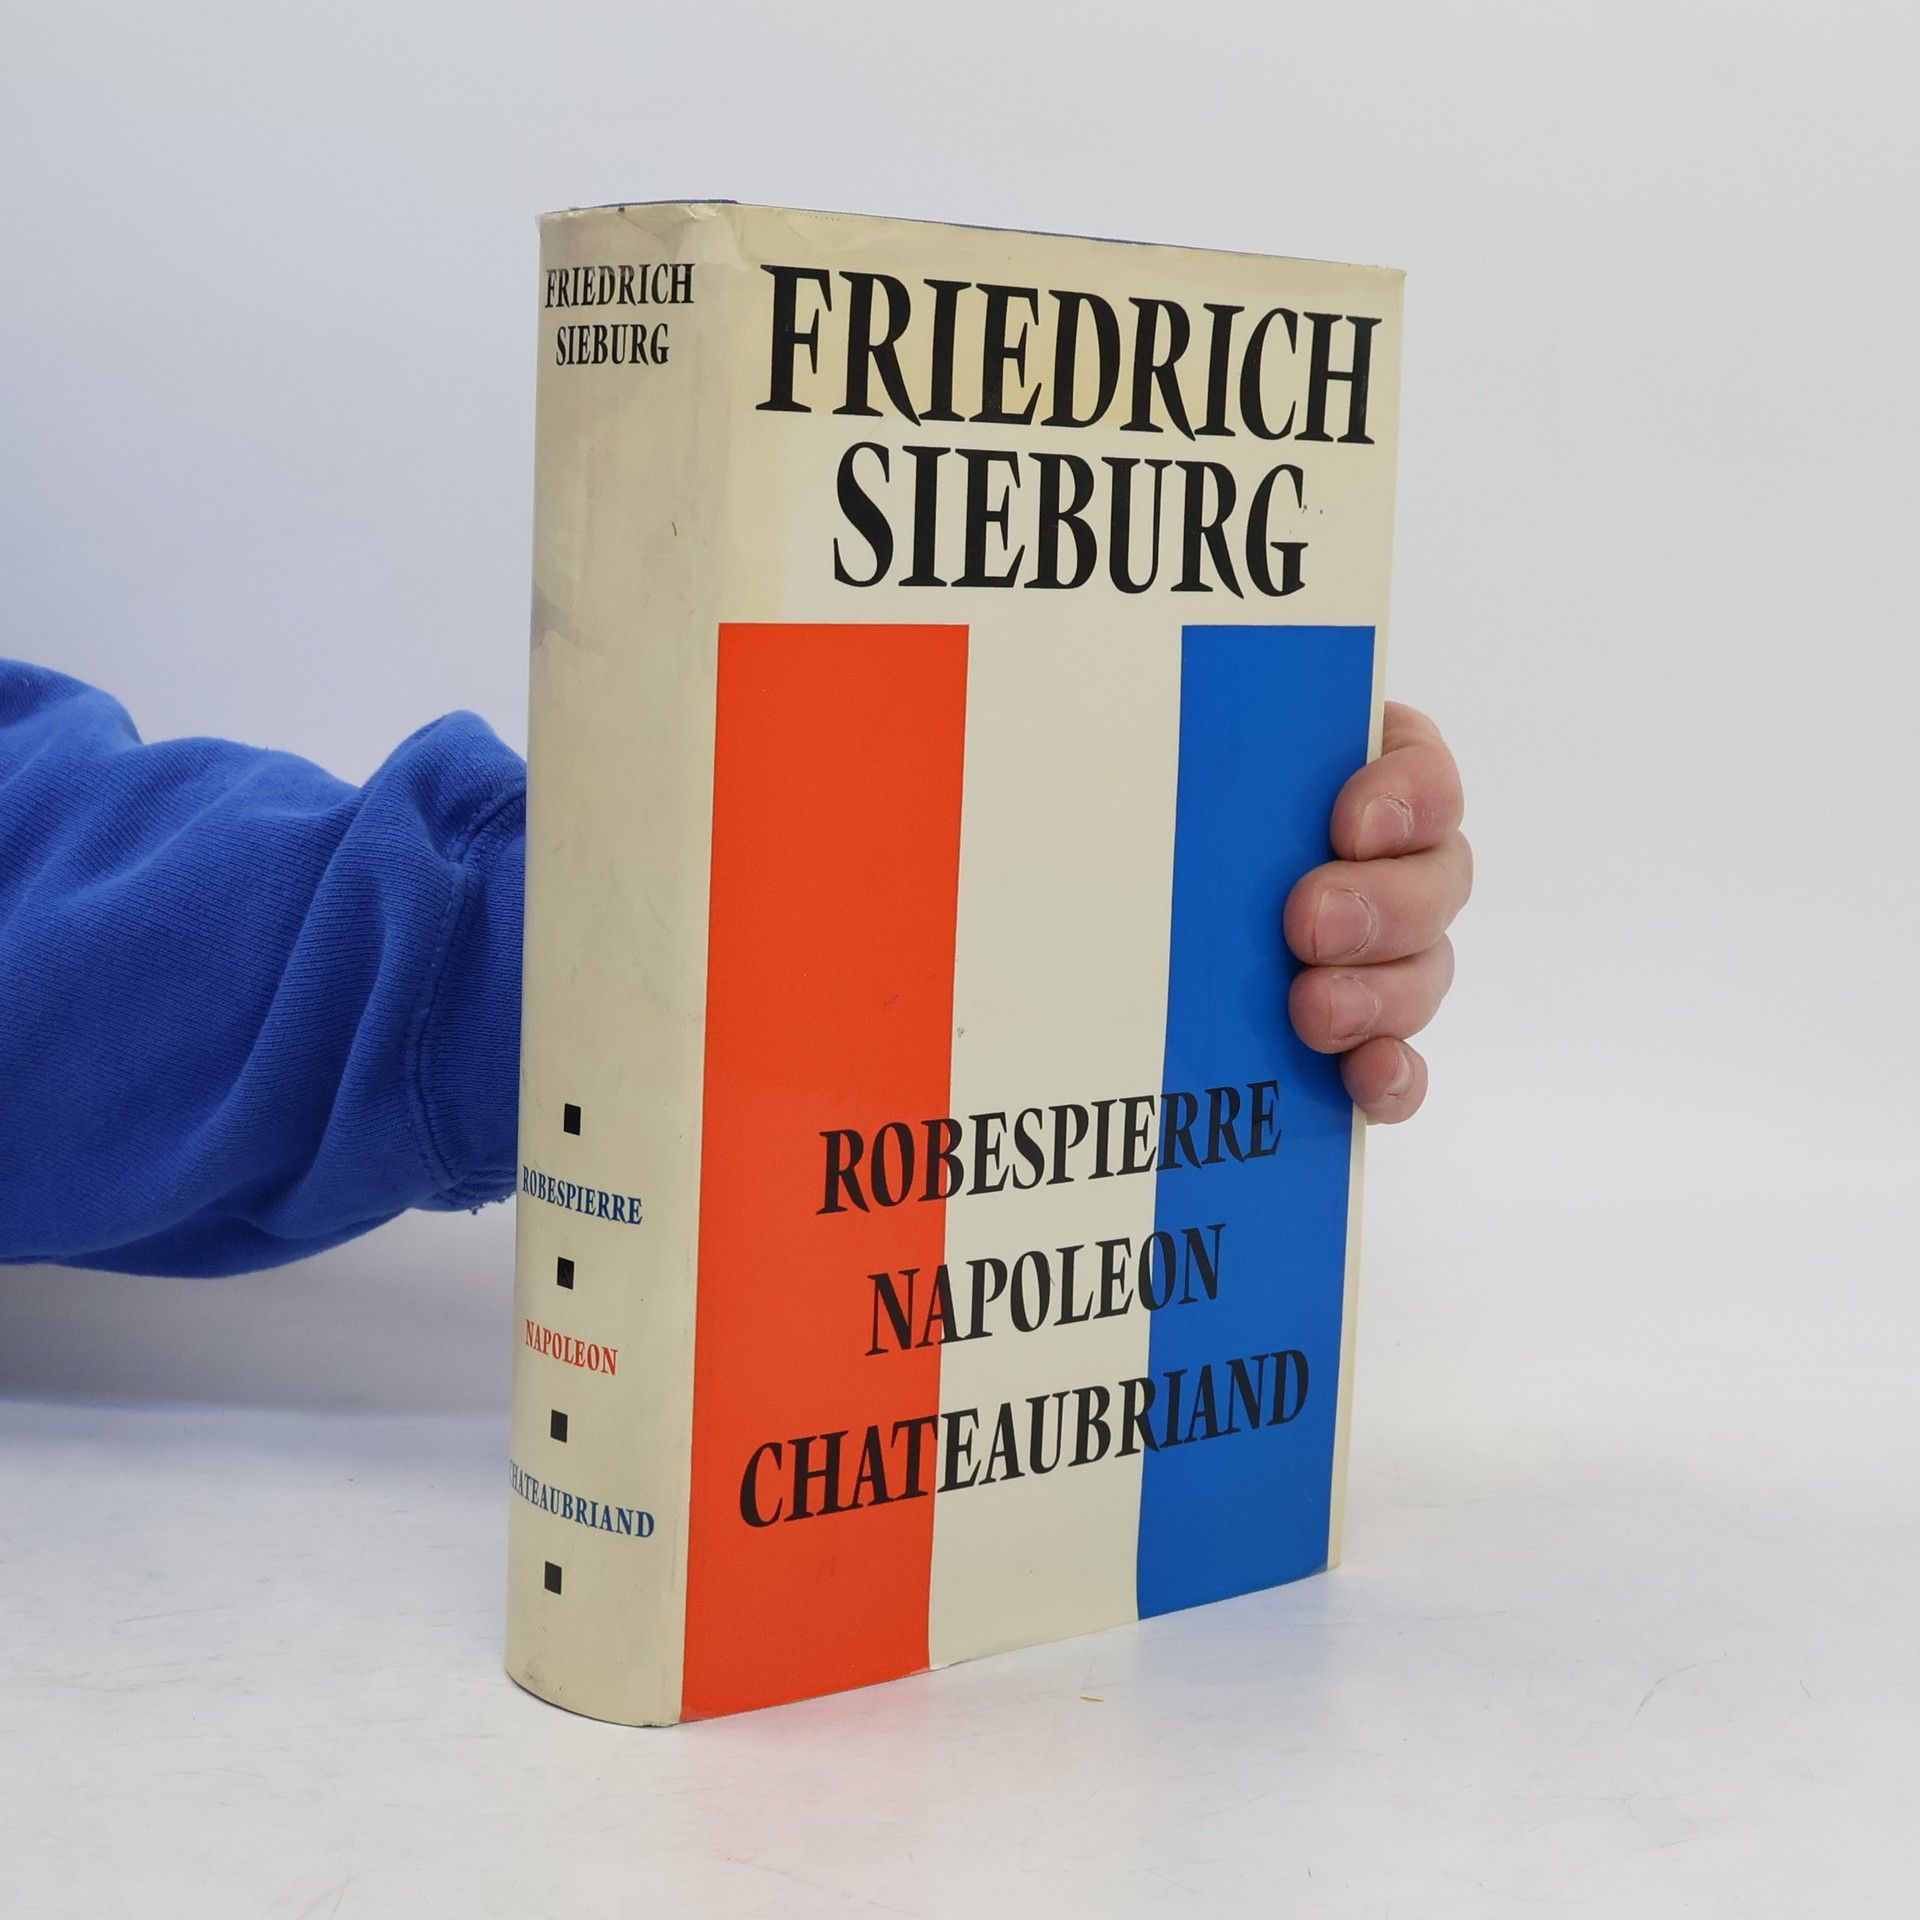 FRIEDRICH
SIEBURG
ROBESPIERRE
NAPOLEON
CHATEAUBRIAND
FRIEDRICH
SIEBURG
ROBESPIERRE
NAPOLEON
CHATEAUBRIAND